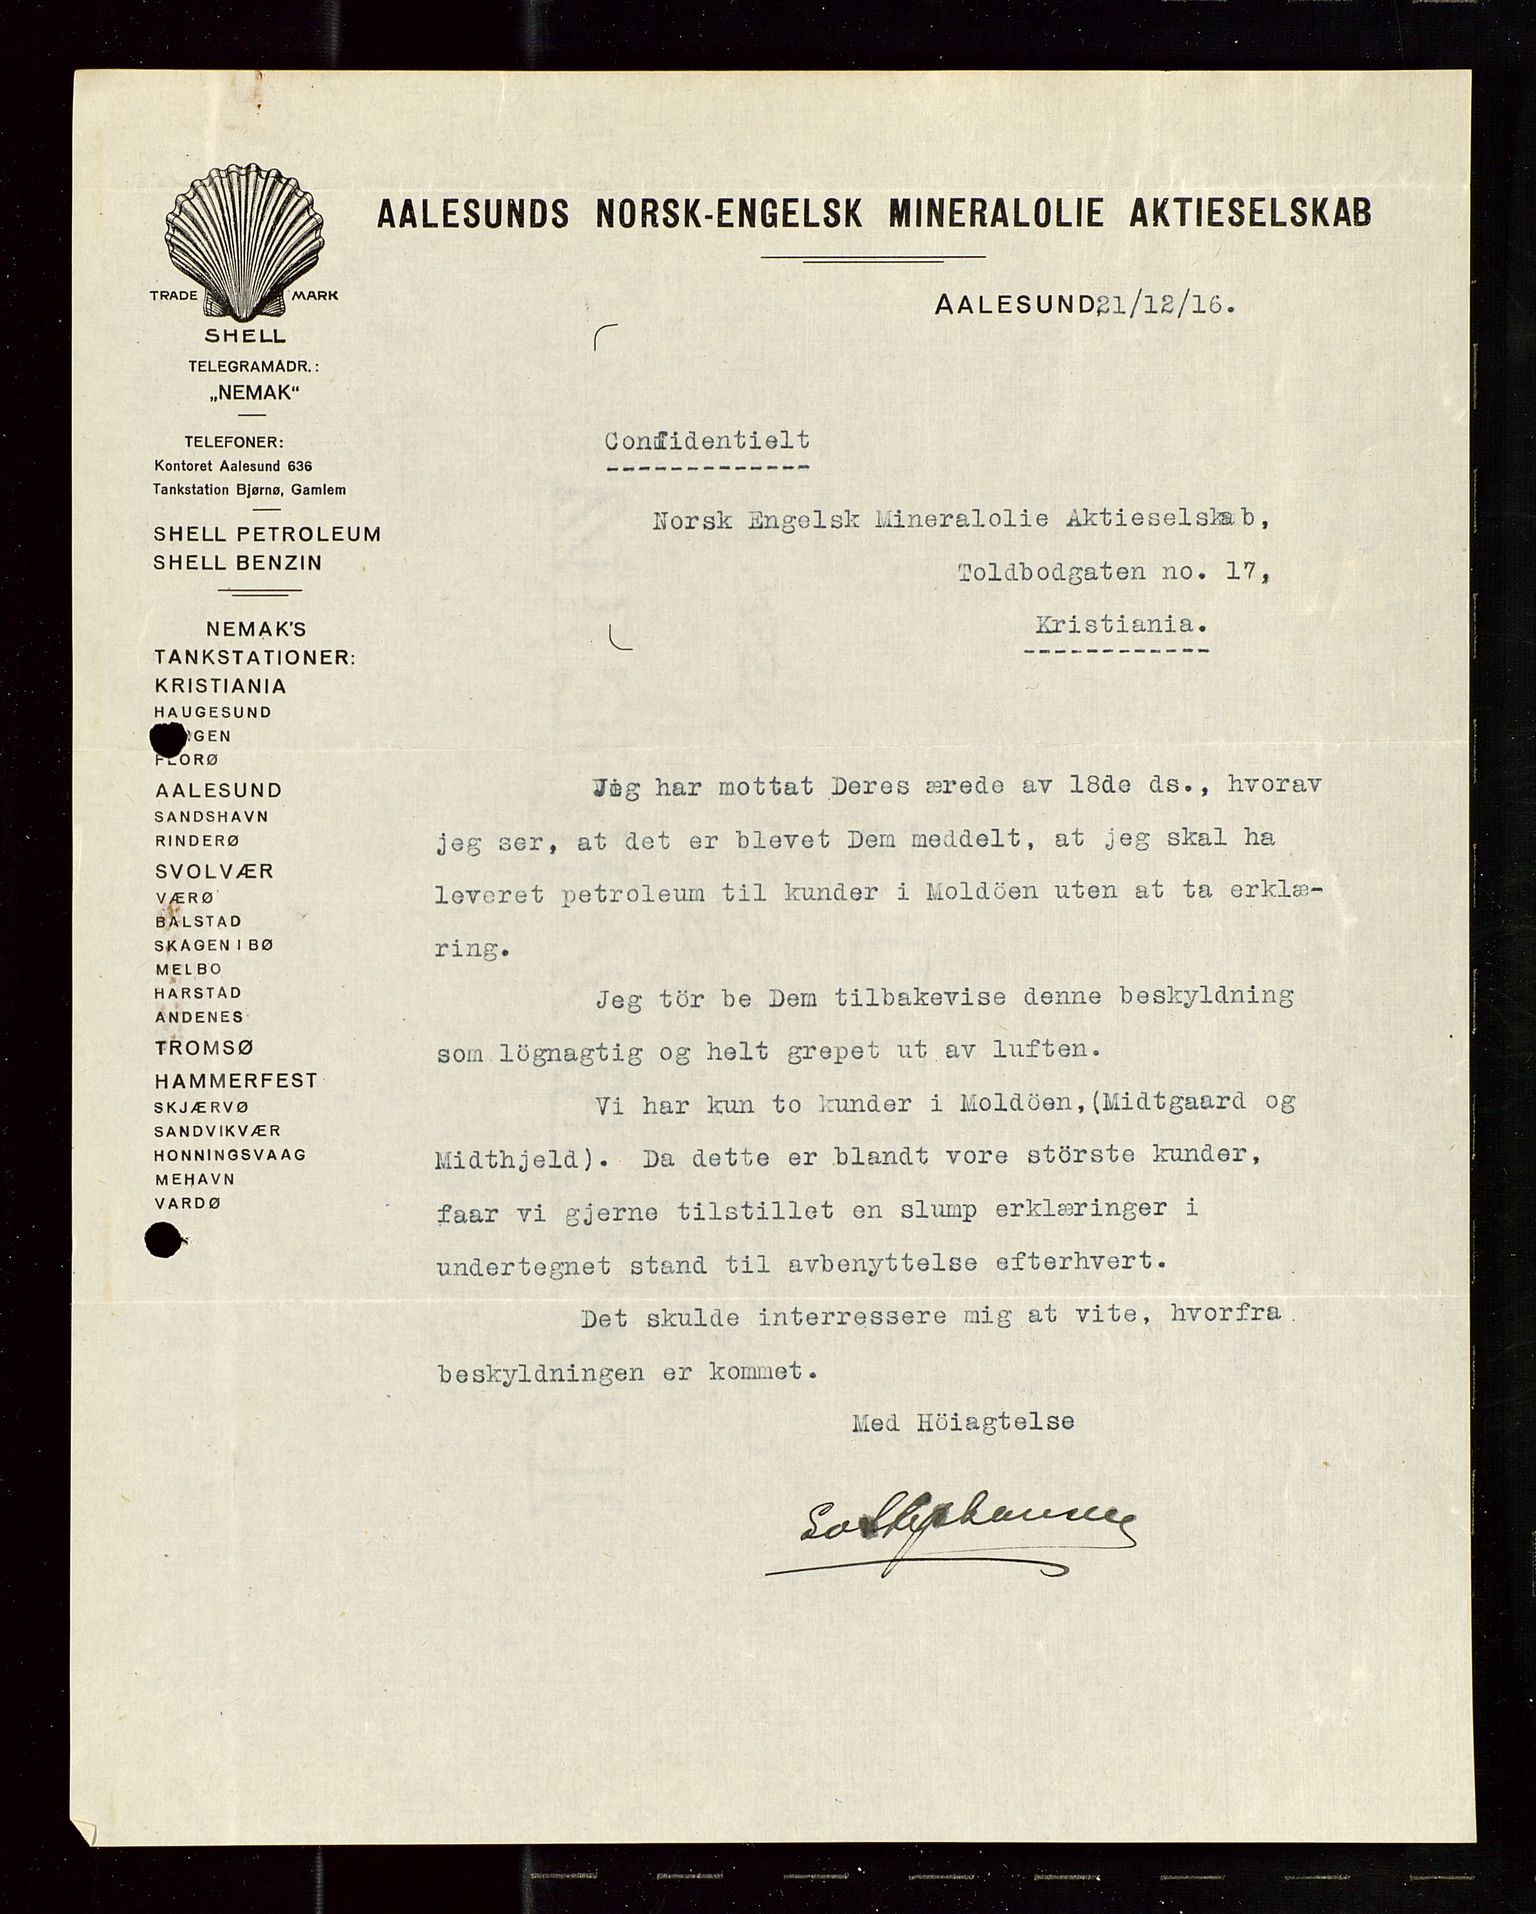 AALESUNDS NORSK-ENGELSK MINERALOLIE AKTIESELSKAB
TRADE MARK
SHELL
TELEGRAMADR.:
„NEMAK“
TELEFONER:
Kontoret Aalesund 636
Tankstation Bjørnø, Gamlem
SHELL PETROLEUM
SHELL BENZIN
NEMAK'S
TANKSTATIONER:
KRISTIANIA
HAUGESUND
GEN
FLORØ
AALESUND
SANDSHAVN
RINDERØ
SVOLVÆR
VÆRØ
BALSTAD
SKAGEN I BØ
MELBO
HARSTAD
ANDENES
TROMSØ
HAMMERFEST
SKJÆRVØ
SANDVIKVÆR
HONNINGSVAAG
MEHAVN
VARDØ
AALESUND, 21/12/16.
Confidentielt
Norsk Engelsk Mineralolie Aktieselskab,
Toldbodgaten no. 17,
Kristiania.
Jeg har mottat Deres ærede av 18de ds., hvorav
jeg ser, at det er blevet Dem meddelt, at jeg skal ha
leveret petroleum til kunder i Moldöen uten at ta erklæ-
ring.
Jeg tör be Dem tilbakevise denne beskyldning
som lögnagtig og helt grepet ut av luften.
Vi har kun to kunder i Moldöen, (Midtgaard og
Midthjeld). Da dette er blandt vore störste kunder,
faar vi gjerne tilstillet en slump erklæringer i
undertegnet stand til avbenyttelse efterhvert.
Det skulde interressere mig at vite, hvorfra
beskyldningen er kommet.
Med Höiagtelse